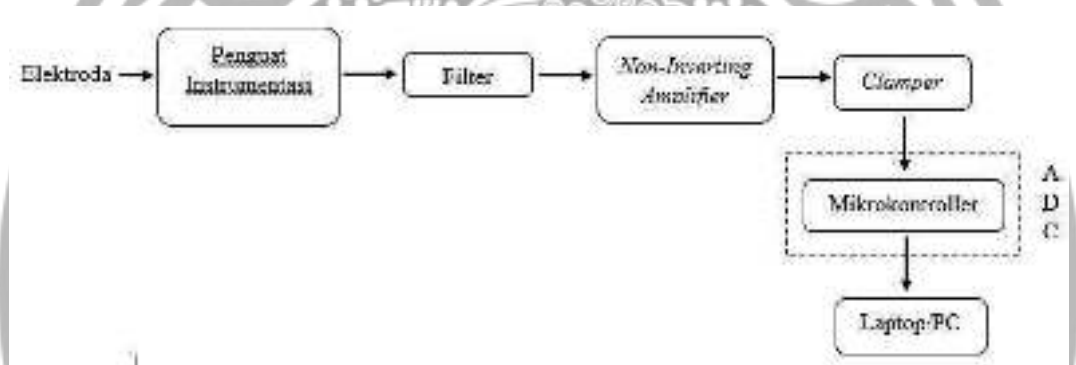 Elektroda
Penguat
Instrumentasi
Filter
Non-Inverting
Amplifier
Clamper
Mikrokontroller
A
D
C
Laptop/PC